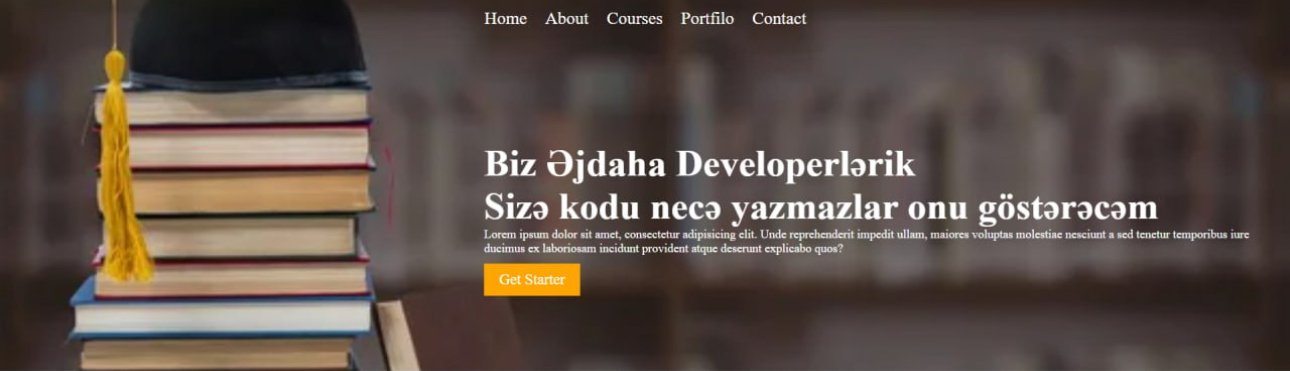 Home About Courses Portfilo Contact
Biz Əjdaha Developerlərik
Sizə kodu necə yazmazlar onu göstərəcəm
Lorem ipsum dolor sit amet, consectetur adipisicing elit. Unde reprehenderit impedit ullam, maiores voluptas molestiae nesciunt a sed tenetur temporibus iure
ducimus ex laboriosam incidunt provident atque deserunt explicabo quos?
Get Starter